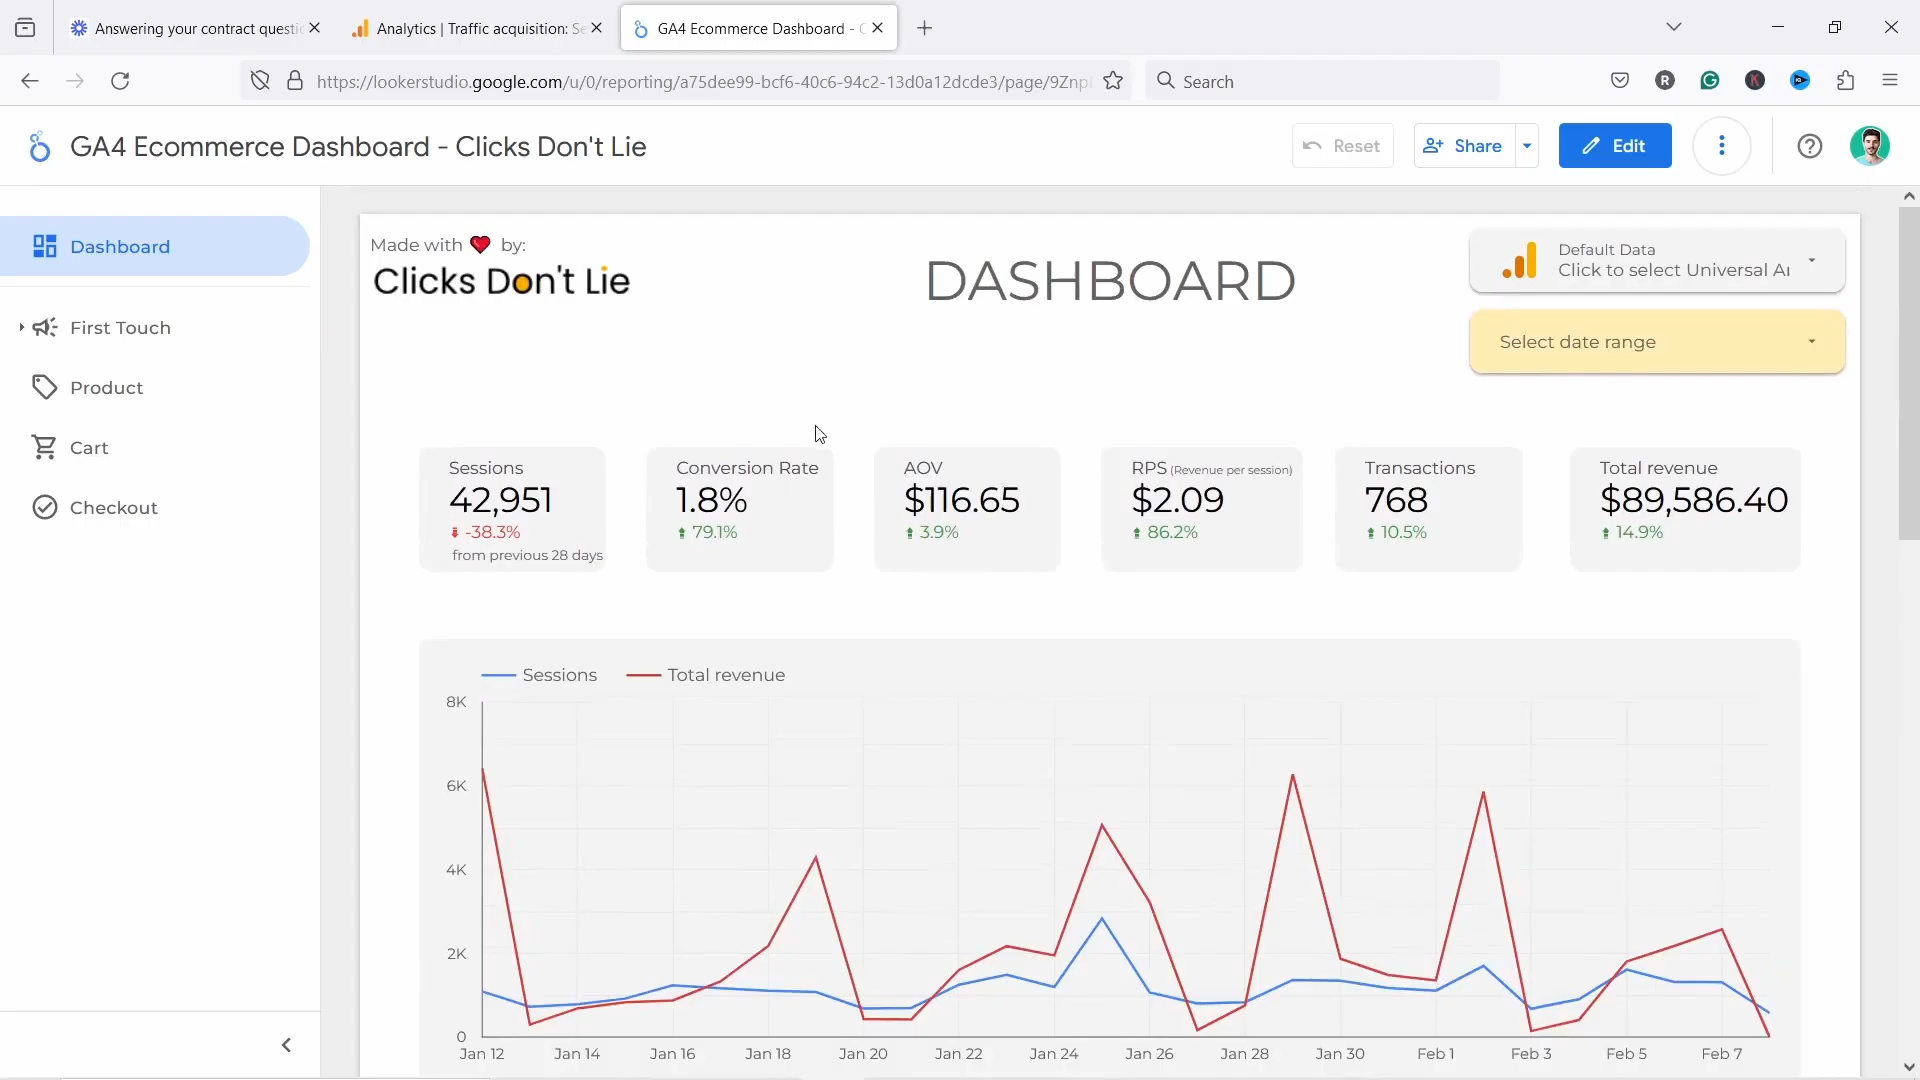 Answering your contract questi
Analytics | Traffic acquisition: Se
GA4 Ecommerce Dashboard - C
https://lookerstudio.google.com/u/0/reporting/a75dee99-bcf6-40c6-94c2-13d0a12dcde3/page/9Znp
Search
R
G
K
GA4 Ecommerce Dashboard - Clicks Don't Lie
Reset
Share
Edit
Dashboard
First Touch
Product
Cart
Checkout
Made with ❤ by:
Clicks Don't Lie
DASHBOARD
Default Data
Click to select Universal A
Select date range
Sessions
42,951
-38.3%
from previous 28 days
Conversion Rate
1.8%
79.1%
AOV
$116.65
3.9%
RPS (Revenue per session)
$2.09
86.2%
Transactions
768
10.5%
Total revenue
$89,586.40
14.9%
Sessions Total revenue
8K
6K
4K
2K
0
Jan 12 Jan 14 Jan 16 Jan 18 Jan 20 Jan 22 Jan 24 Jan 26 Jan 28 Jan 30 Feb 1 Feb 3 Feb 5 Feb 7